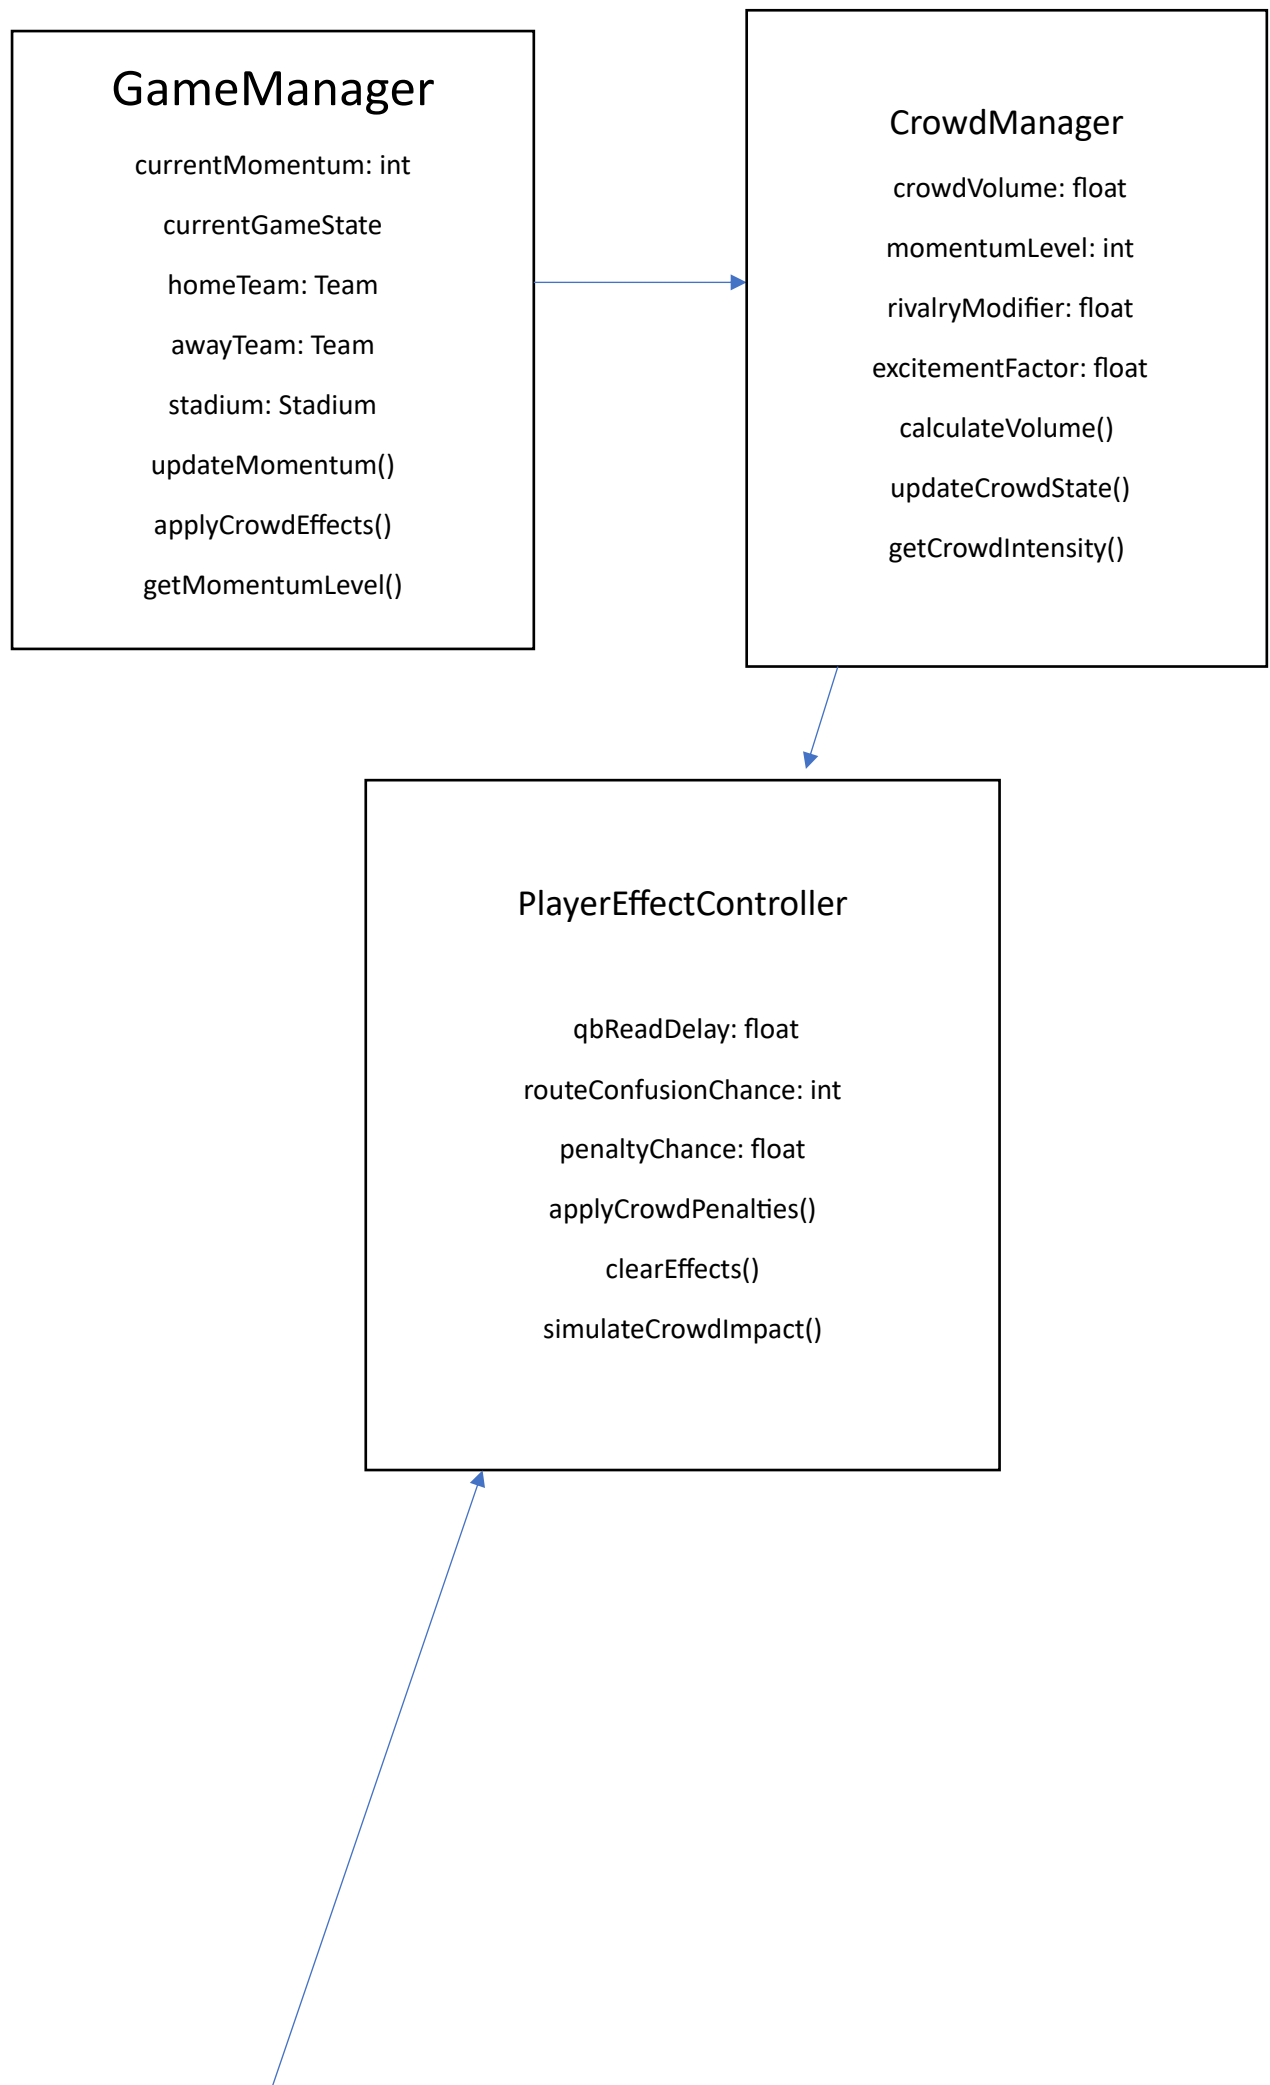 GameManager
currentMomentum: int
currentGameState
homeTeam: Team
awayTeam: Team
stadium: Stadium
updateMomentum()
applyCrowdEffects()
getMomentumLevel()
CrowdManager
crowdVolume: float
momentumLevel: int
rivalryModifier: float
excitementFactor: float
calculateVolume()
updateCrowdState()
getCrowdIntensity()
PlayerEffectController
qbReadDelay: float
routeConfusionChance: int
penaltyChance: float
applyCrowdPenalties()
clearEffects()
simulateCrowdImpact()